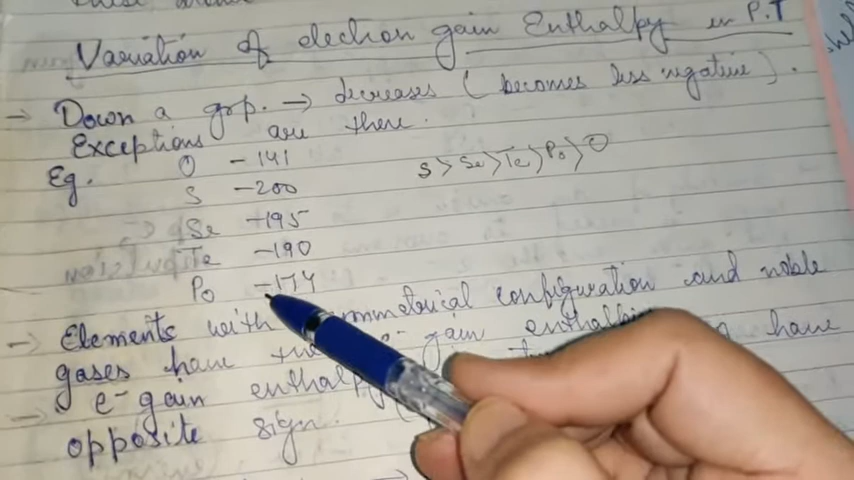 Variation of electron gain Enthalpy in P.T
→ Down a grp. → decreases ( becomes less negative ) .
Exceptions are there.
Eg. O -141
S > Se > Te > Po > O
S -200
Se -195
Te -190
Po -174
→ Elements with symmetrical configuration and noble
gases have e⁻ gain have
→ e⁻ gain
opposite sign.